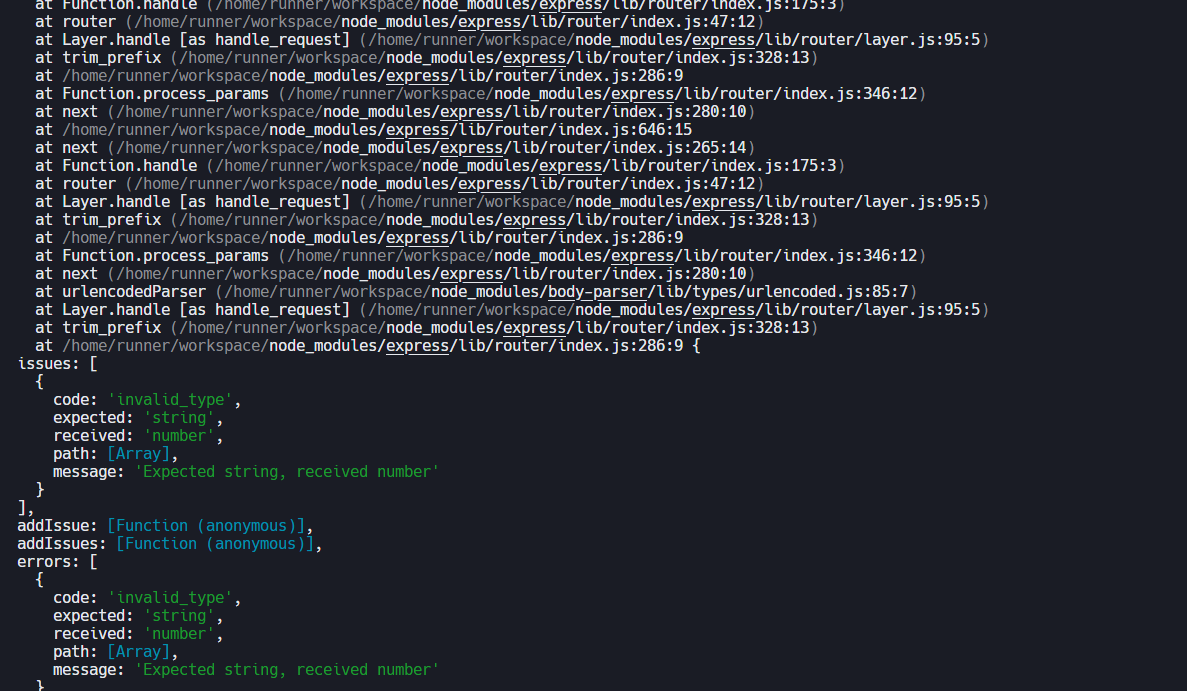 at Function.handle (/home/runner/workspace/node_modules/express/lib/router/index.js:175:3)
at router (/home/runner/workspace/node_modules/express/lib/router/index.js:47:12)
at Layer.handle [as handle_request] (/home/runner/workspace/node_modules/express/lib/router/layer.js:95:5)
at trim_prefix (/home/runner/workspace/node_modules/express/lib/router/index.js:328:13)
at /home/runner/workspace/node_modules/express/lib/router/index.js:286:9
at Function.process_params (/home/runner/workspace/node_modules/express/lib/router/index.js:346:12)
at next (/home/runner/workspace/node_modules/express/lib/router/index.js:280:10)
at /home/runner/workspace/node_modules/express/lib/router/index.js:646:15
at next (/home/runner/workspace/node_modules/express/lib/router/index.js:265:14)
at Function.handle (/home/runner/workspace/node_modules/express/lib/router/index.js:175:3)
at router (/home/runner/workspace/node_modules/express/lib/router/index.js:47:12)
at Layer.handle [as handle_request] (/home/runner/workspace/node_modules/express/lib/router/layer.js:95:5)
at trim_prefix (/home/runner/workspace/node_modules/express/lib/router/index.js:328:13)
at /home/runner/workspace/node_modules/express/lib/router/index.js:286:9
at Function.process_params (/home/runner/workspace/node_modules/express/lib/router/index.js:346:12)
at next (/home/runner/workspace/node_modules/express/lib/router/index.js:280:10)
at urlencodedParser (/home/runner/workspace/node_modules/body-parser/lib/types/urlencoded.js:85:7)
at Layer.handle [as handle_request] (/home/runner/workspace/node_modules/express/lib/router/layer.js:95:5)
at trim_prefix (/home/runner/workspace/node_modules/express/lib/router/index.js:328:13)
at /home/runner/workspace/node_modules/express/lib/router/index.js:286:9 {
issues: [
{
code: 'invalid_type',
expected: 'string',
received: 'number',
path: [Array],
message: 'Expected string, received number'
}
],
addIssue: [Function (anonymous)],
addIssues: [Function (anonymous)],
errors: [
{
code: 'invalid_type',
expected: 'string',
received: 'number',
path: [Array],
message: 'Expected string, received number'
}